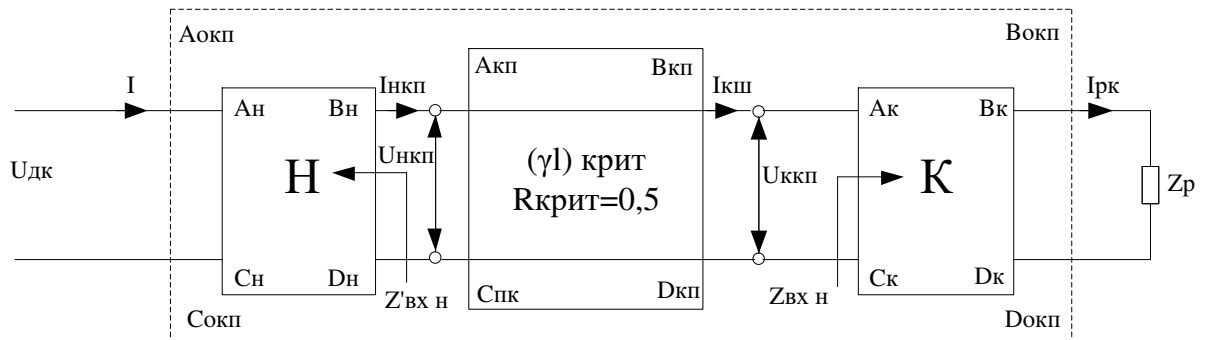 Аокп
Вокп
I
Ан
Вн
Iнкп
Акп
Вкп
Iкш
Ак
Вк
Iрк
Uдк
Н
Uнкп
(γl) крит
Rкрит=0,5
Uккп
К
Zр
Сн
Dн
Z'вх н
Спк
Dкп
Zвх н
Ск
Dк
Сокп
Dокп